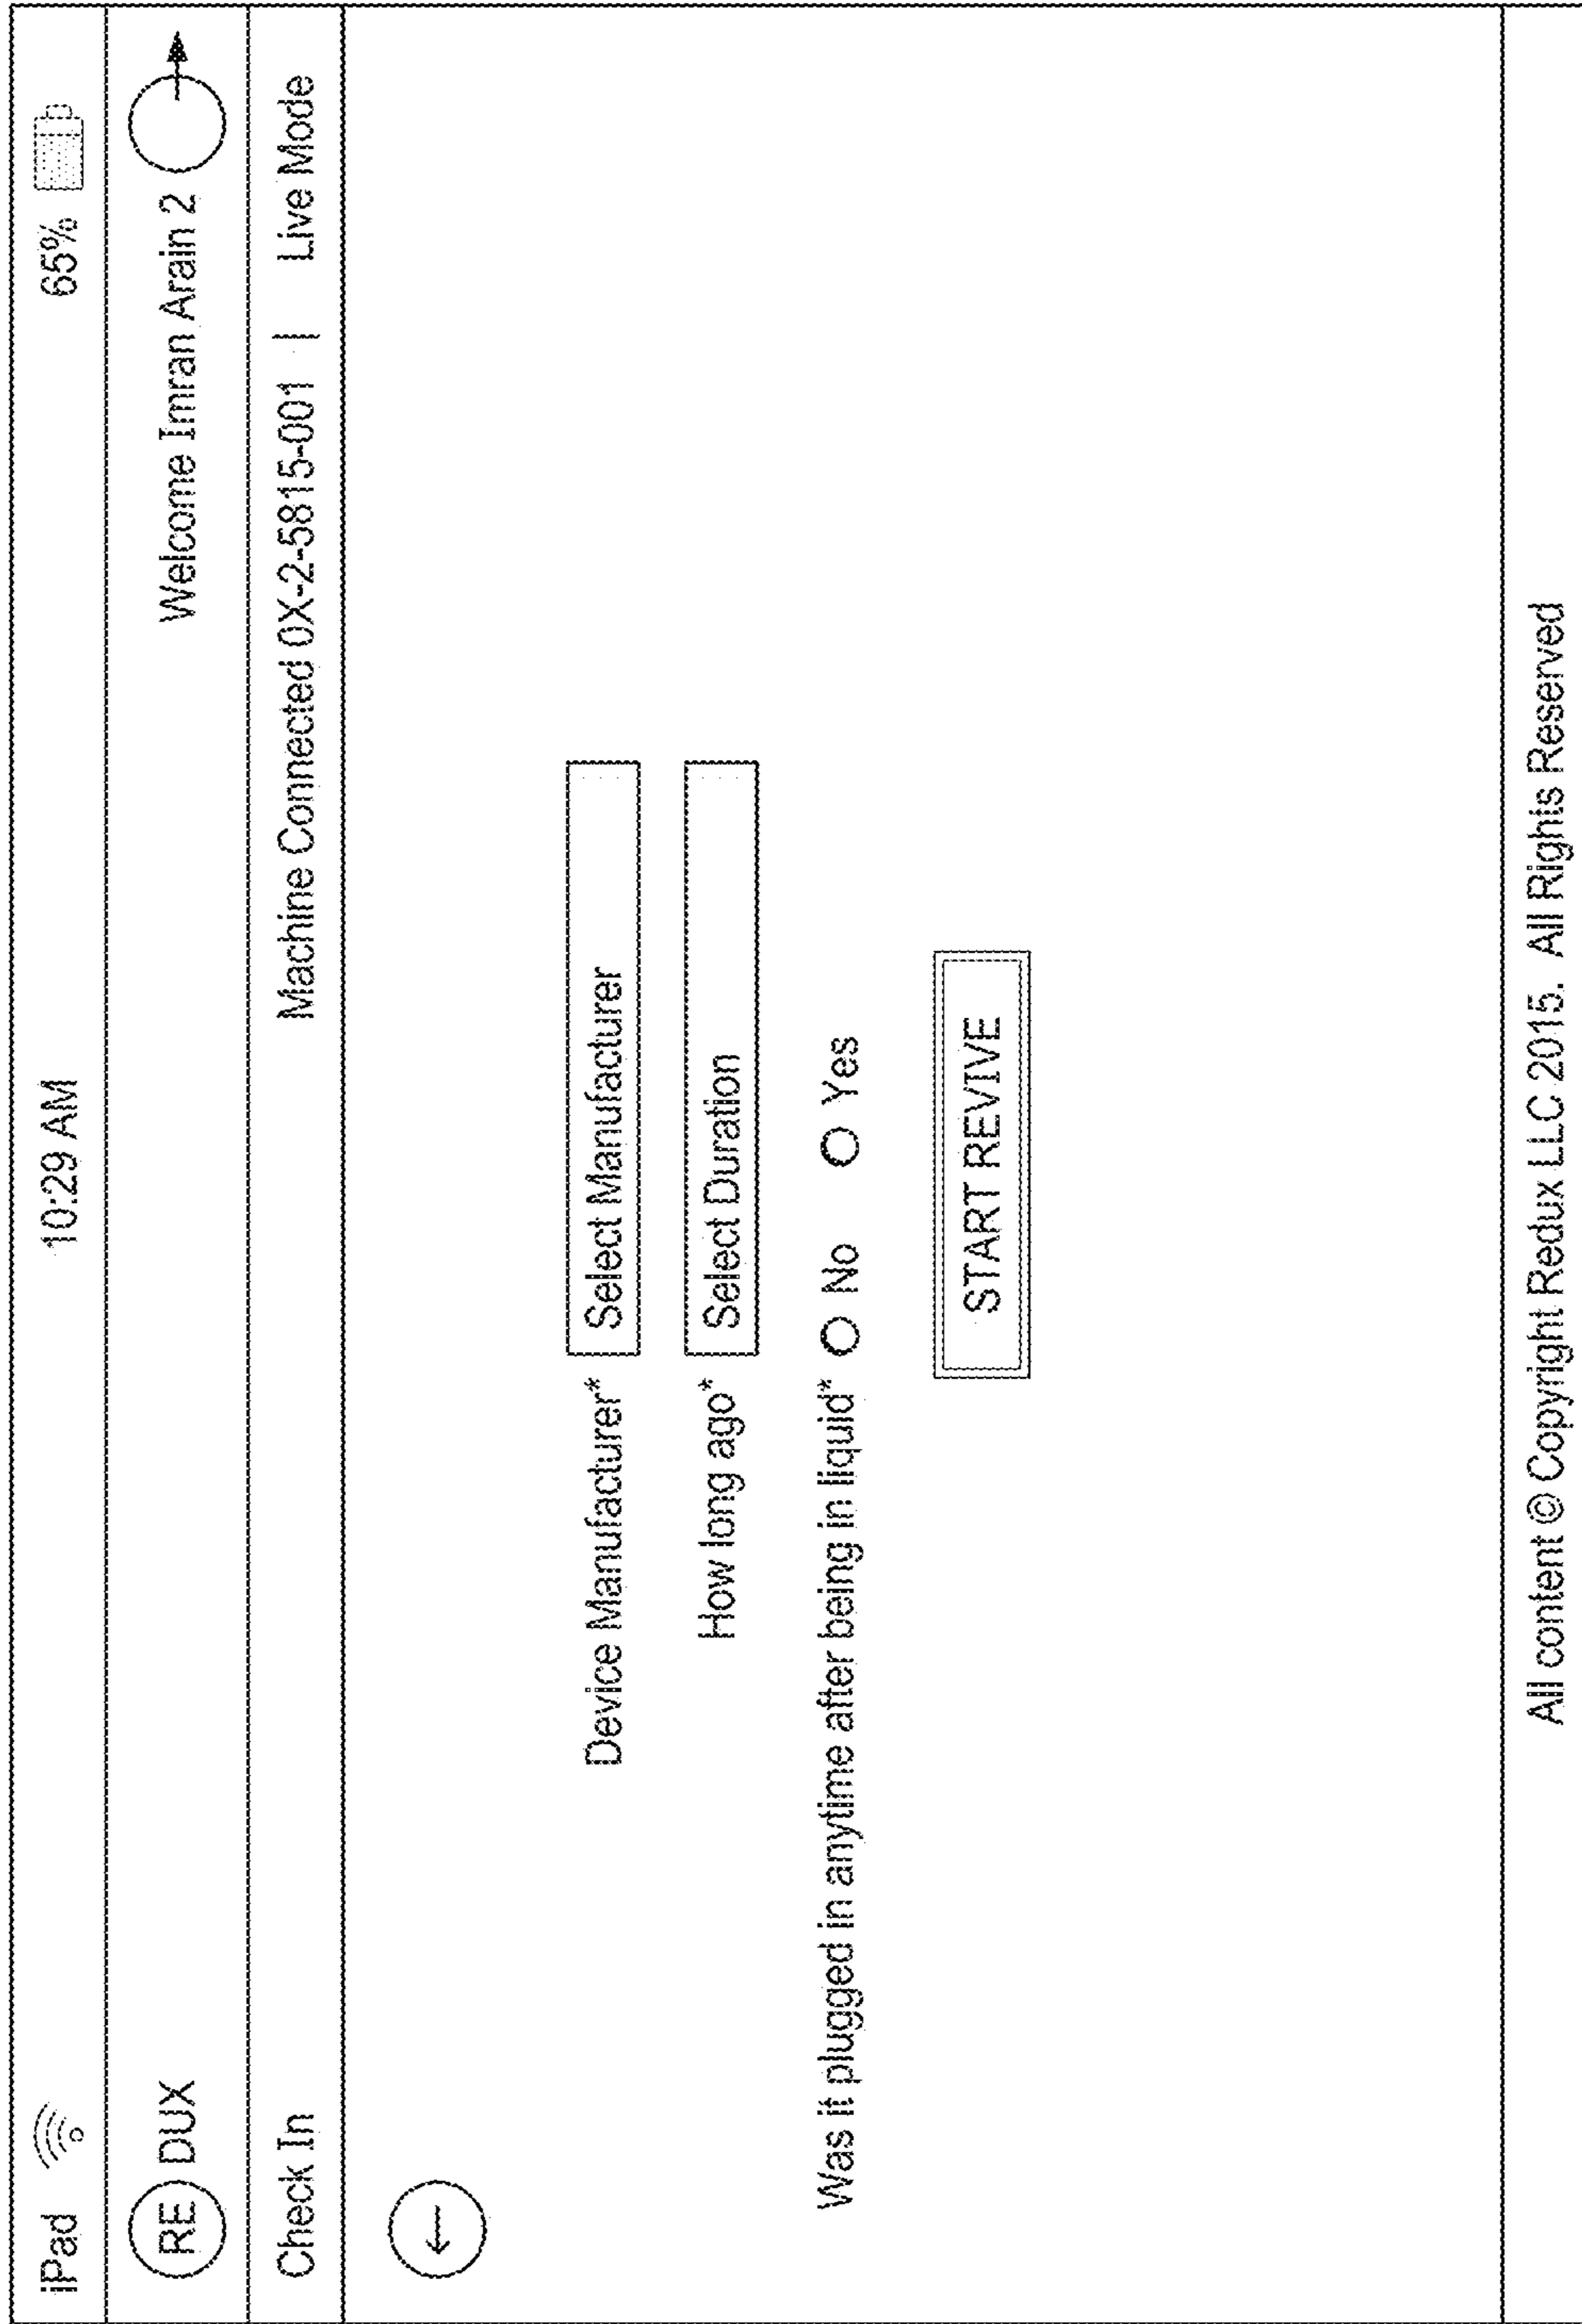 iPad 10:29 AM 65%
RE DUX Welcome Imran Arain 2
Check In Machine Connected 0X-2-5815-001 | Live Mode
Device Manufacturer* Select Manufacturer
How long ago* Select Duration
Was it plugged in anytime after being in liquid* No Yes
START REVIVE
All content © Copyright Redux LLC 2015. All Rights Reserved